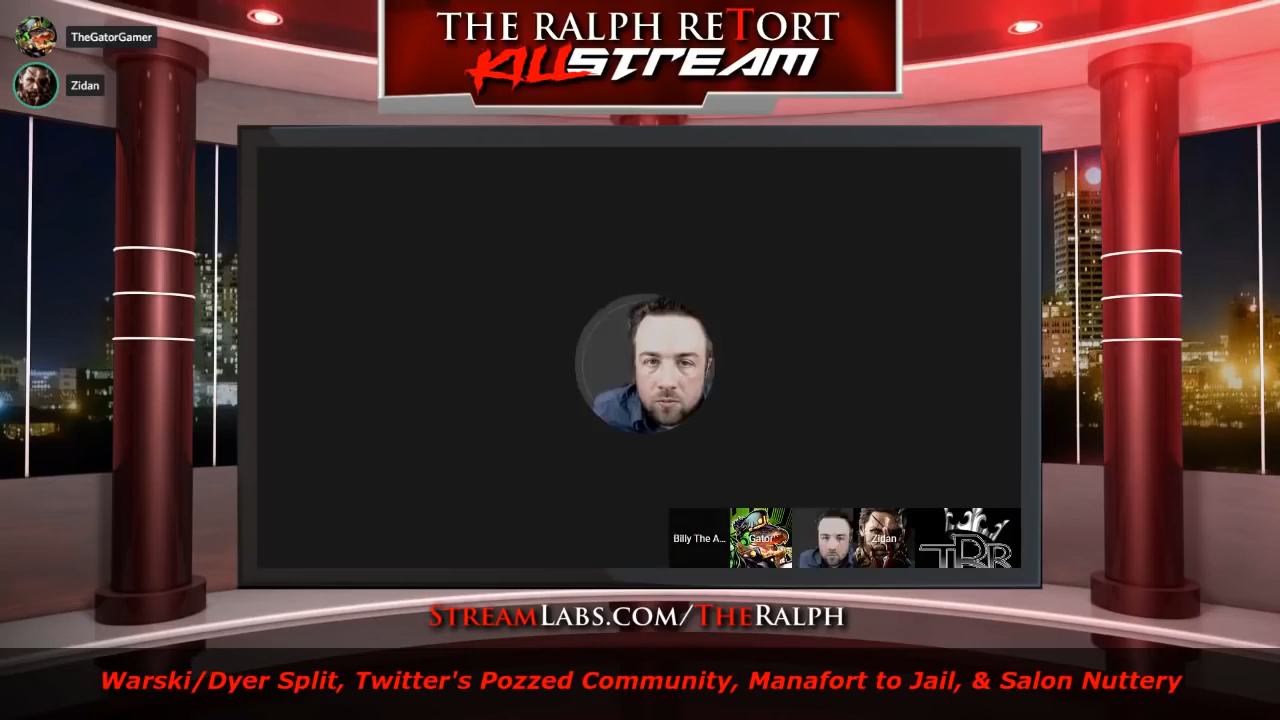 TheGatorGamer
Zidan
THE RALPH RETORT
KILLSTREAM
Billy The A...
Gator
Zidan
TRR
STREAMLABS.COM/THERALPH
Warski/Dyer Split, Twitter's Pozzed Community, Manafort to Jail, & Salon Nuttery